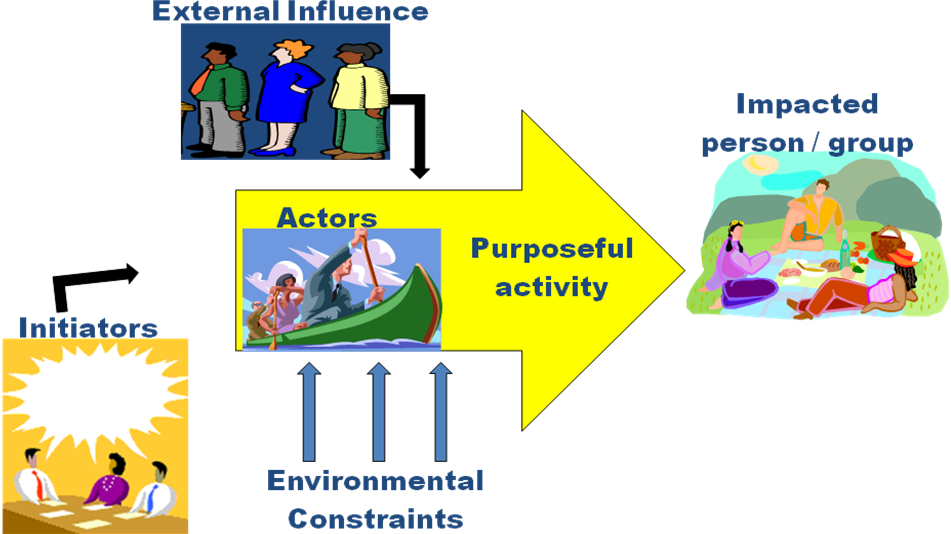 External Influence
Impacted
person / group
Actors
Purposeful
activity
Initiators
Environmental
Constraints